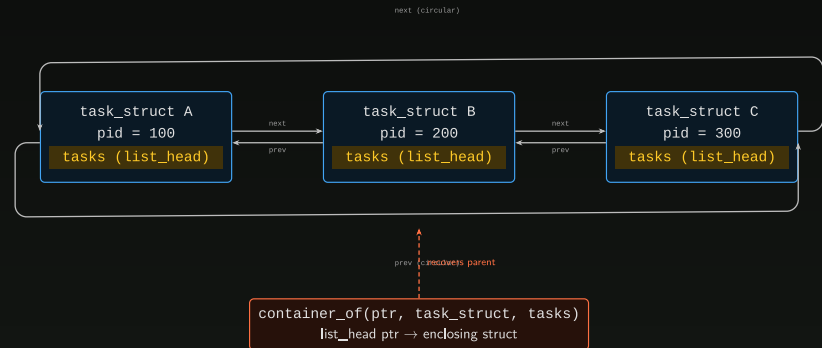 next (circular)
task_struct A
pid = 100
tasks (list_head)
next
prev
task_struct B
pid = 200
tasks (list_head)
next
prev
task_struct C
pid = 300
tasks (list_head)
prev (circular)
recovers parent
container_of(ptr, task_struct, tasks)
list_head ptr → enclosing struct